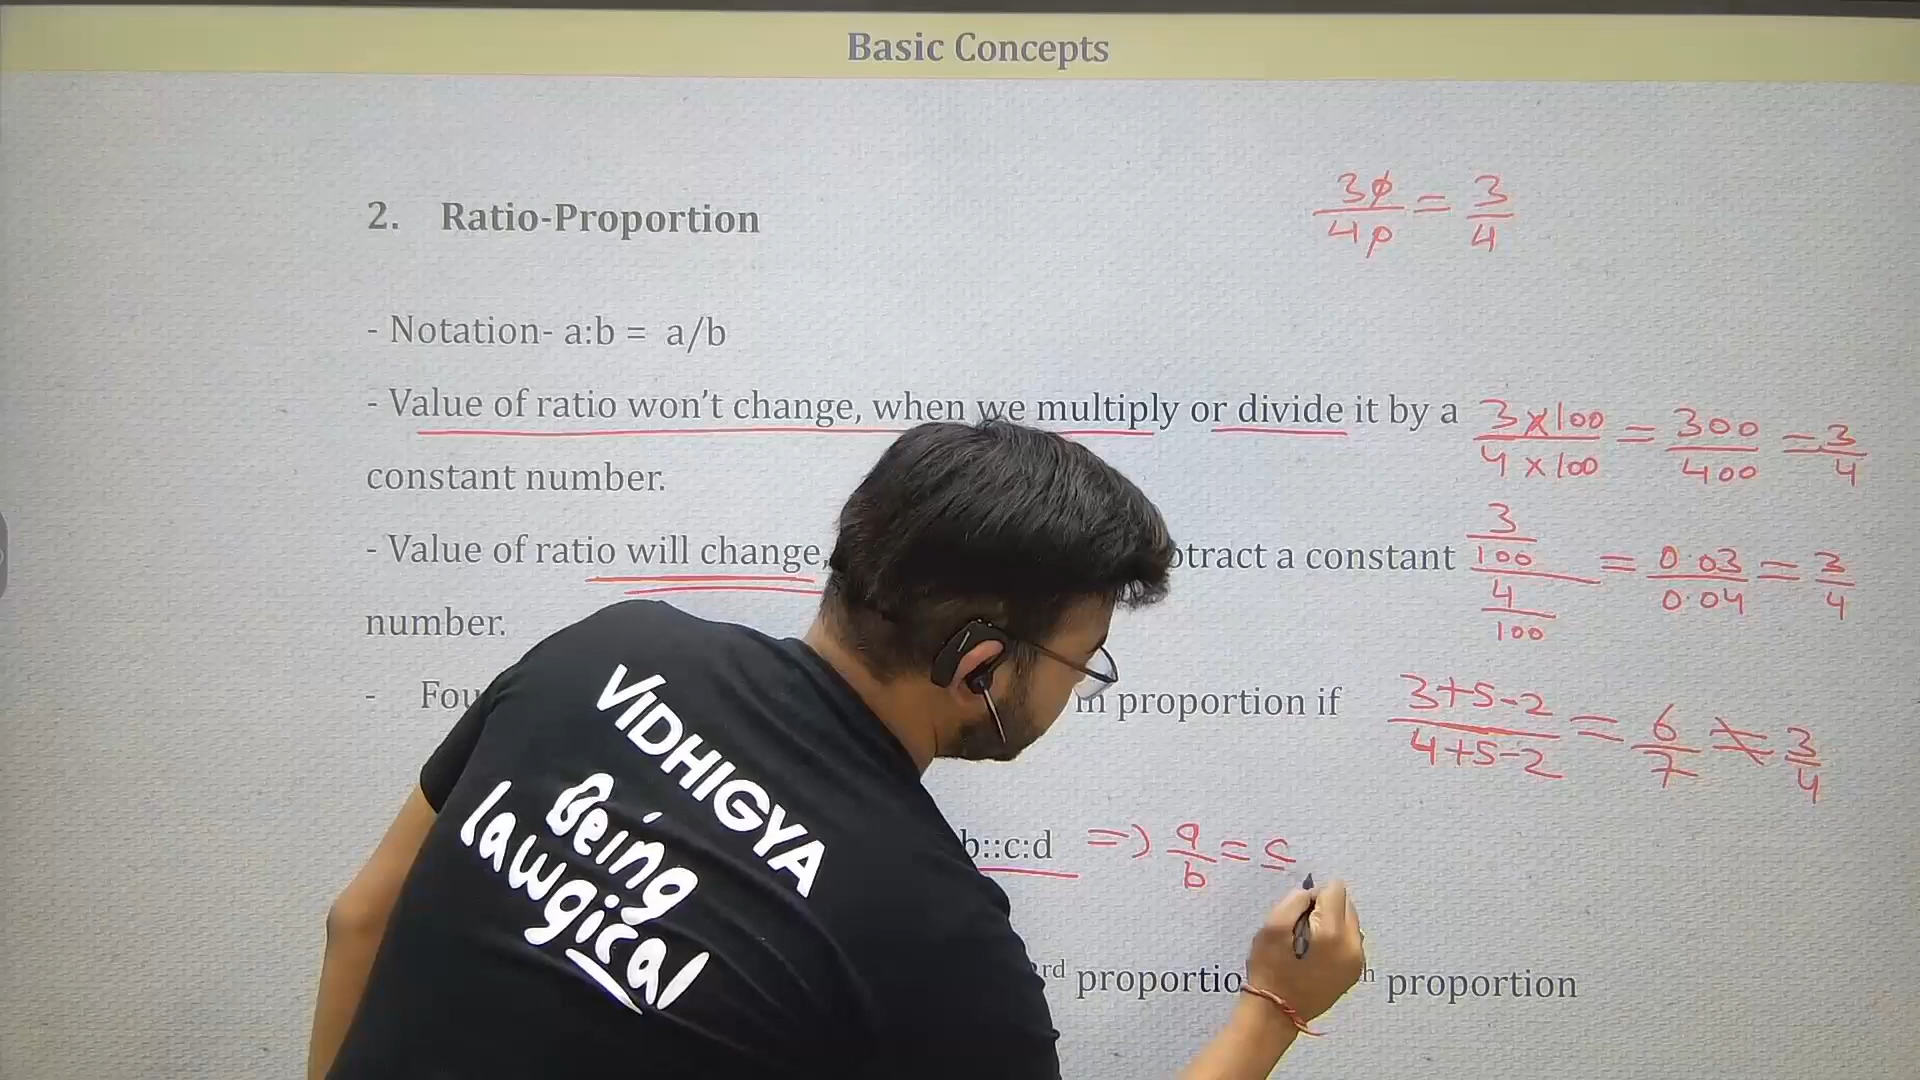 Basic Concepts
3p/4p = 3/4
2. Ratio-Proportion
- Notation- a:b = a/b
- Value of ratio won't change, when we multiply or divide it by a
3×100/4×100 = 300/400 = 3/4
constant number.
- Value of ratio will change, btract a constant
3/100 / 4/100 = 0.03/0.04 = 3/4
number.
- Fou in proportion if
3+5-2/4+5-2 = 6/7 ≠ 3/4
b::c:d => a/b = c
rd proportio h proportion
VIDHIGYA
Being
lawgical